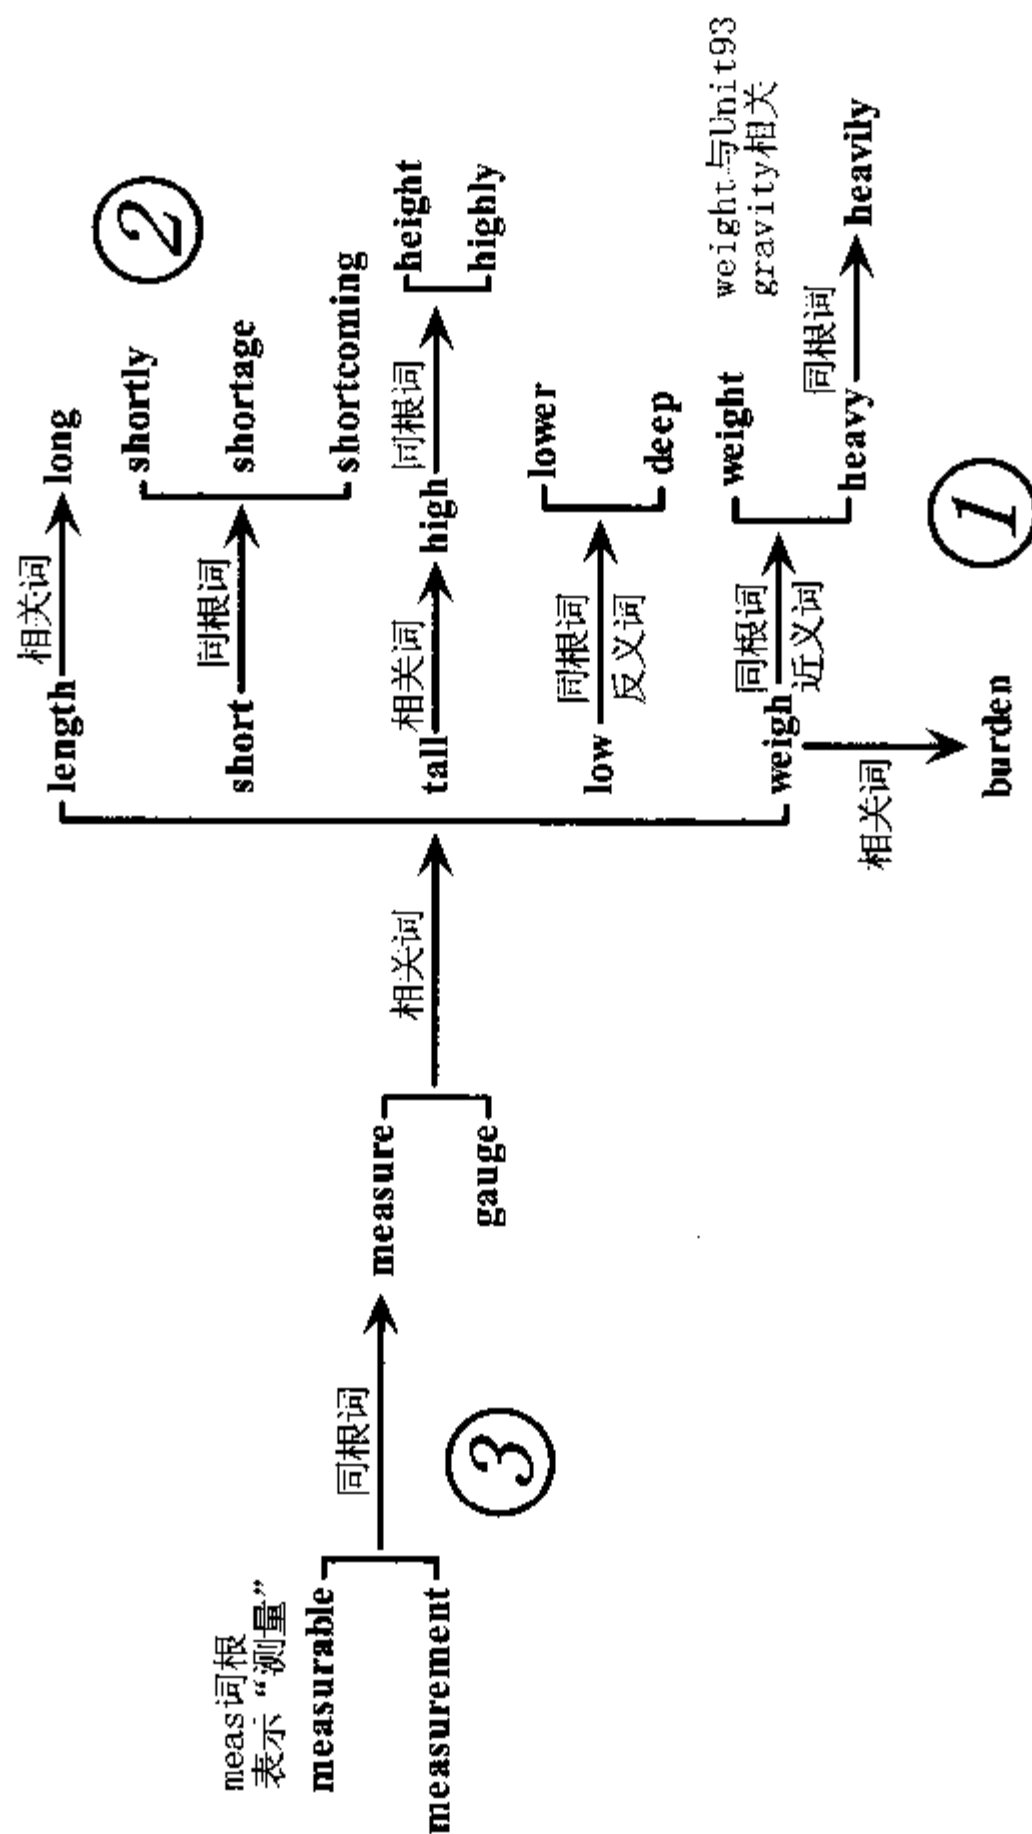 meas词根
表示“测量”
measurable
measurement
同根词
③
measure
gauge
相关词
length
相关词
long
short
同根词
shortly
shortage
shortcoming
②
tall
相关词
high
同根词
height
highly
low
同根词
反义词
lower
deep
weigh
同根词
近义词
weight
heavy
同根词
heavily
weight与Unit93
gravity相关
相关词
burden
①